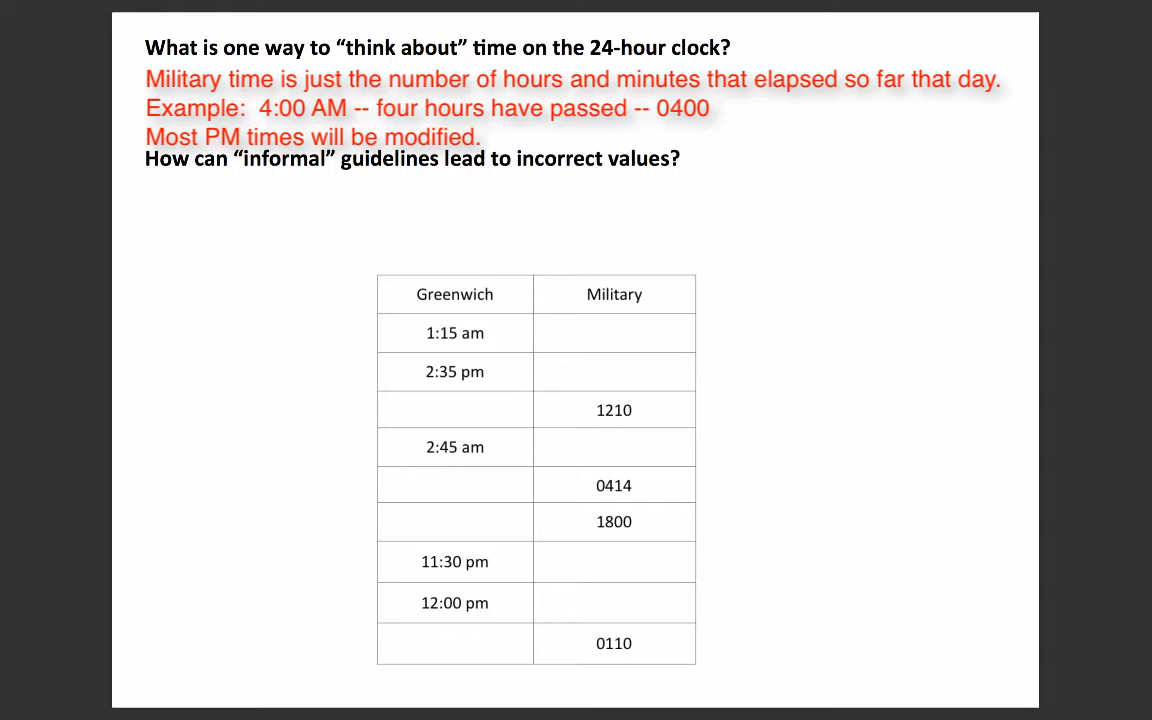 What is one way to “think about” time on the 24-hour clock?
Military time is just the number of hours and minutes that elapsed so far that day.
Example:  4:00 AM -- four hours have passed -- 0400
Most PM times will be modified.
How can “informal” guidelines lead to incorrect values?
Greenwich Military
1:15 am
2:35 pm
1210
2:45 am
0414
1800
11:30 pm
12:00 pm
0110